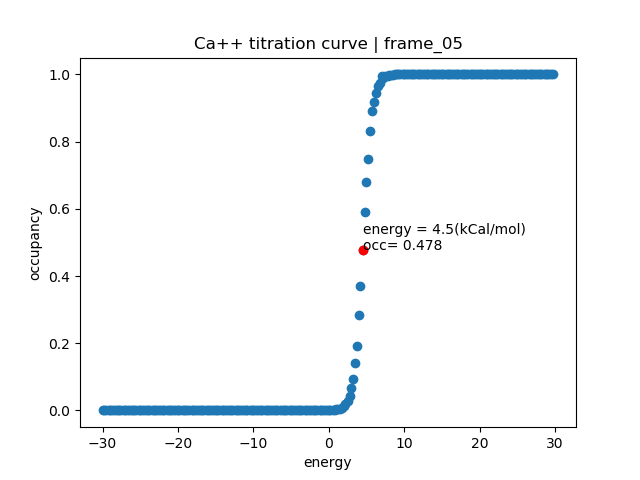 Ca++ titration curve | frame_05
1.0
0.8
0.6
0.4
0.2
0.0
occupancy
energy = 4.5(kCal/mol)
occ= 0.478
−30
−20
−10
0
10
20
30
energy